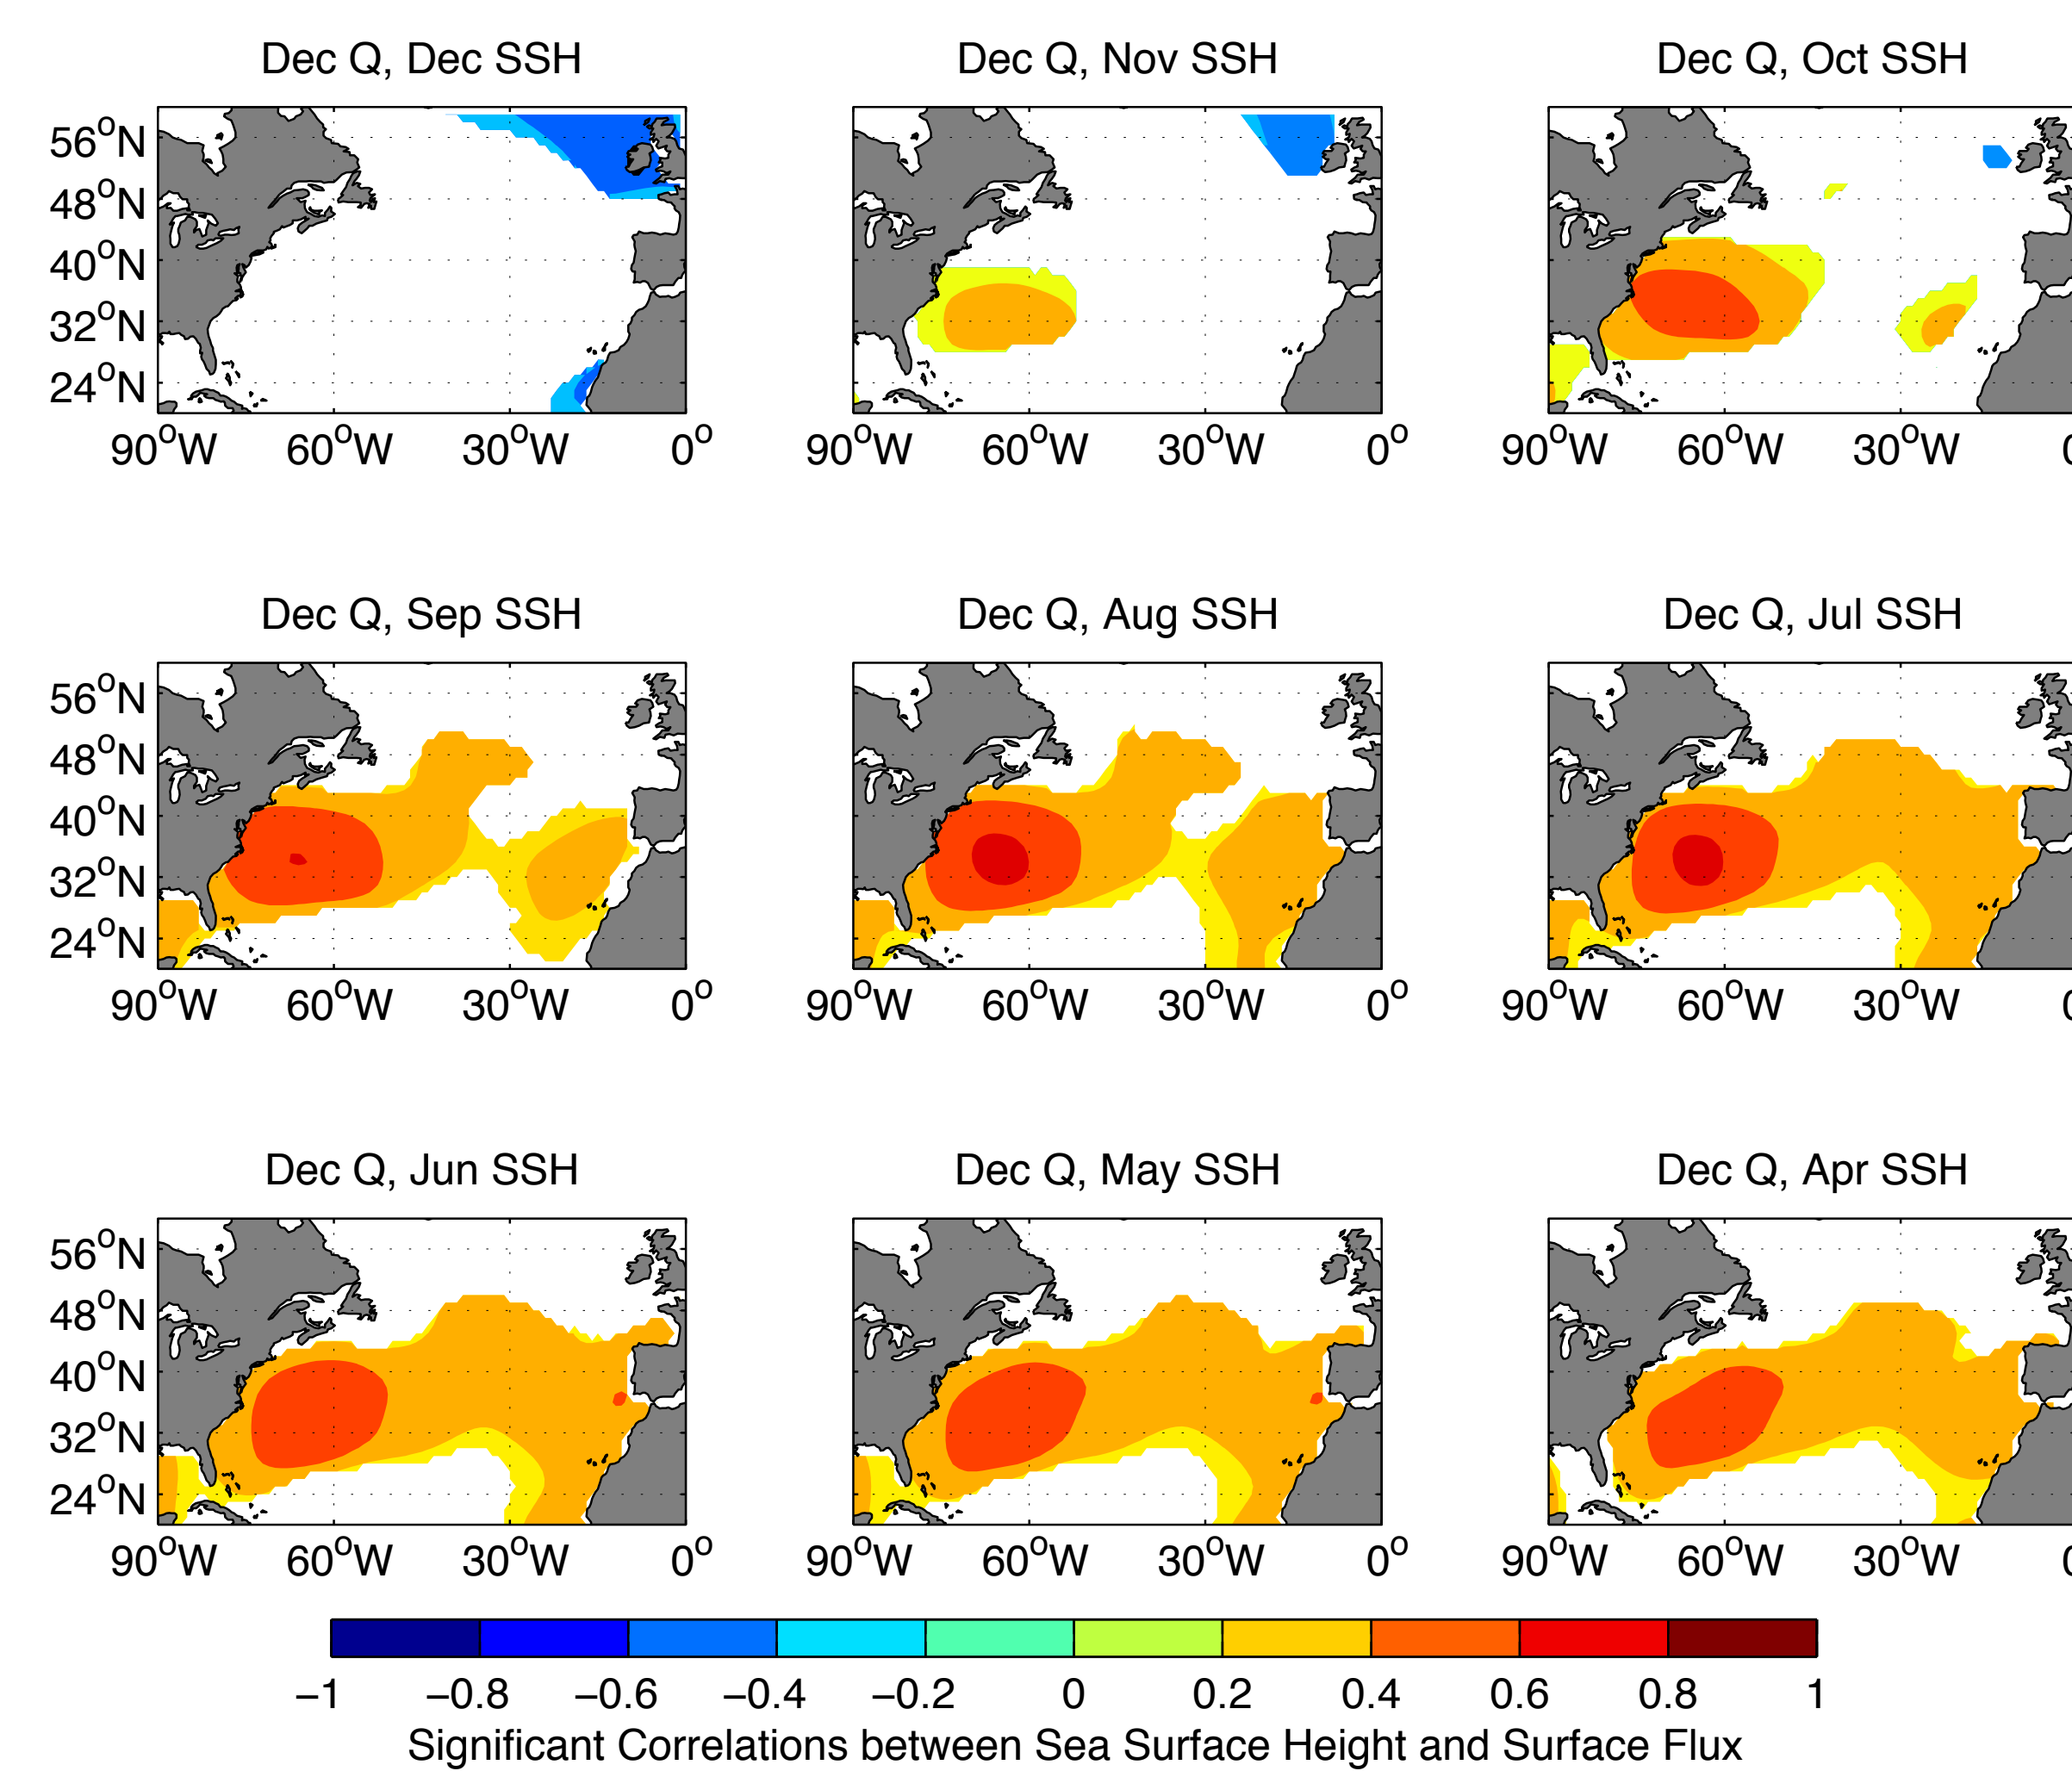 Dec Q, Dec SSH
Dec Q, Nov SSH
Dec Q, Oct SSH
56°N
48°N
40°N
32°N
24°N
90°W 60°W 30°W 0°
90°W 60°W 30°W 0°
90°W 60°W 30°W 0
Dec Q, Sep SSH
Dec Q, Aug SSH
Dec Q, Jul SSH
56°N
48°N
40°N
32°N
24°N
90°W 60°W 30°W 0°
90°W 60°W 30°W 0°
90°W 60°W 30°W 0
Dec Q, Jun SSH
Dec Q, May SSH
Dec Q, Apr SSH
56°N
48°N
40°N
32°N
24°N
90°W 60°W 30°W 0°
90°W 60°W 30°W 0°
90°W 60°W 30°W 0
−1 −0.8 −0.6 −0.4 −0.2 0 0.2 0.4 0.6 0.8 1
Significant Correlations between Sea Surface Height and Surface Flux